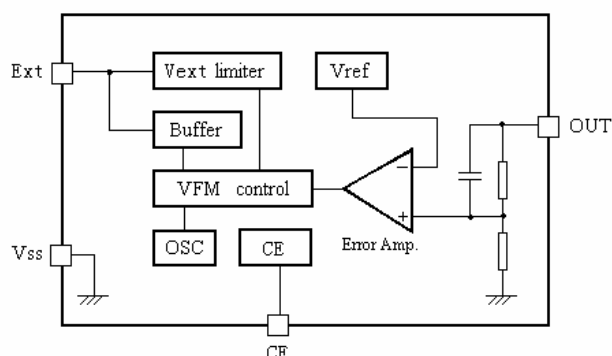 Ext
Vext limiter
Vref
Buffer
OUT
VFM control
−
+
Error Amp.
Vss
OSC
CE
CE